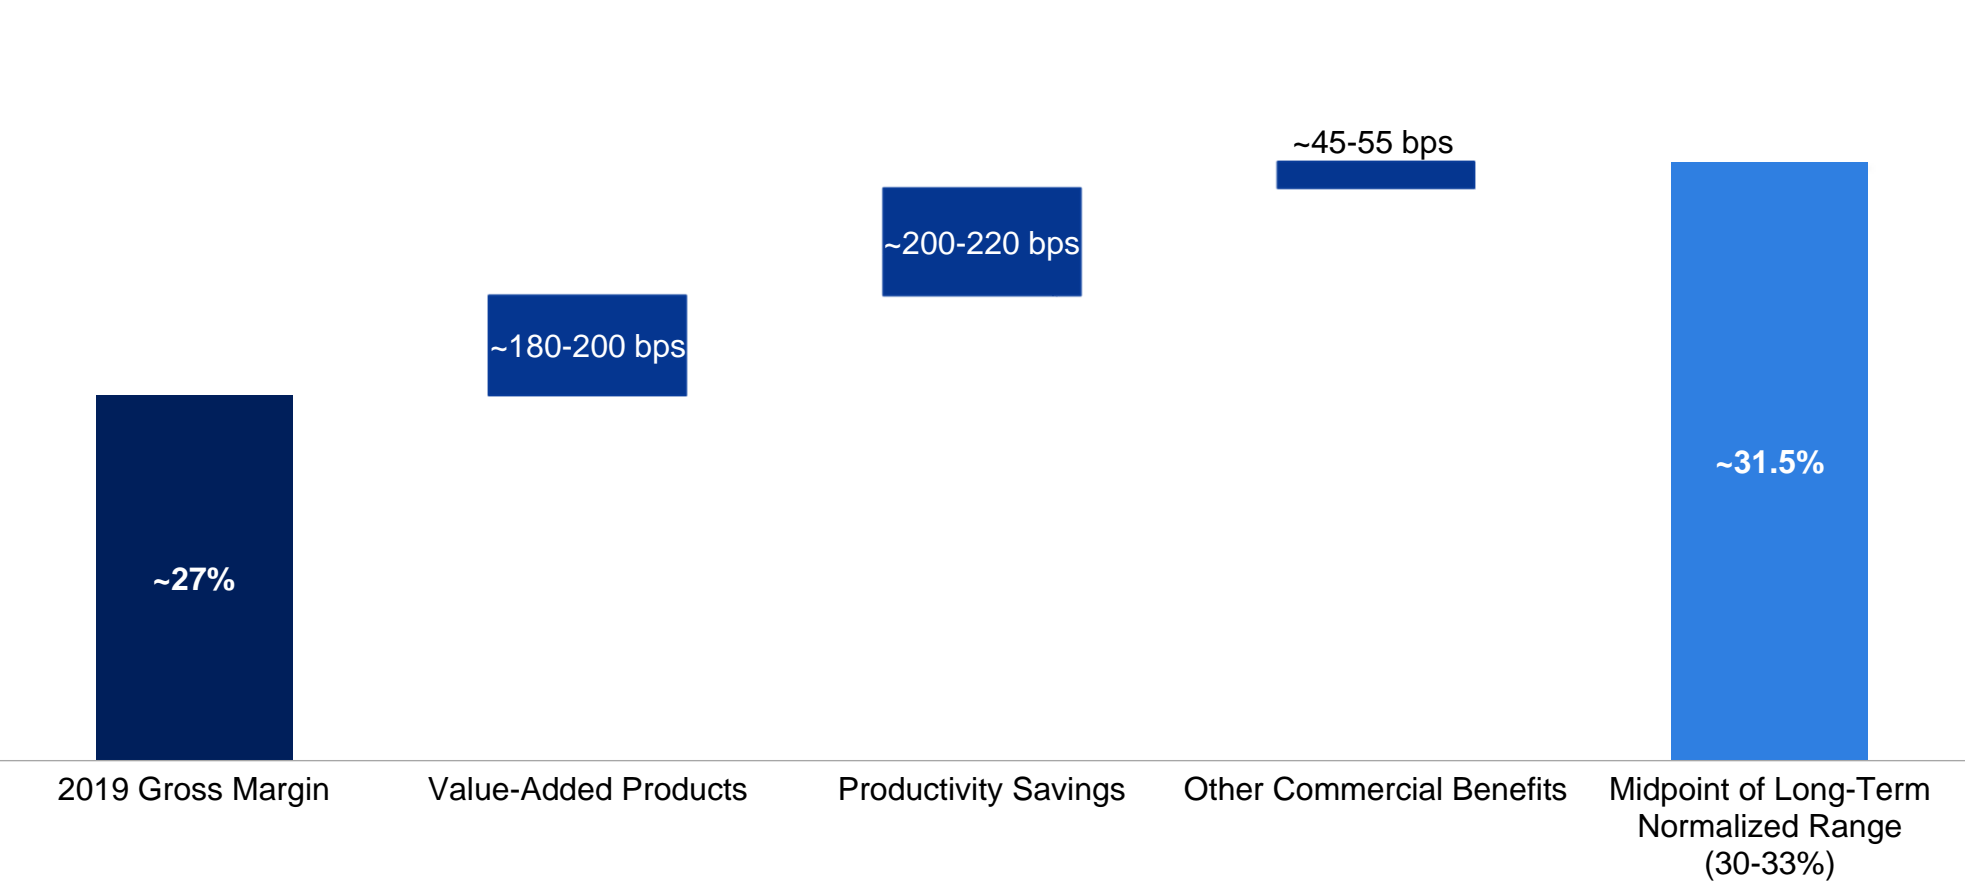 ~45-55 bps
~200-220 bps
~180-200 bps
~31.5%
~27%
2019 Gross Margin
Value-Added Products
Productivity Savings
Other Commercial Benefits
Midpoint of Long-Term
Normalized Range
(30-33%)